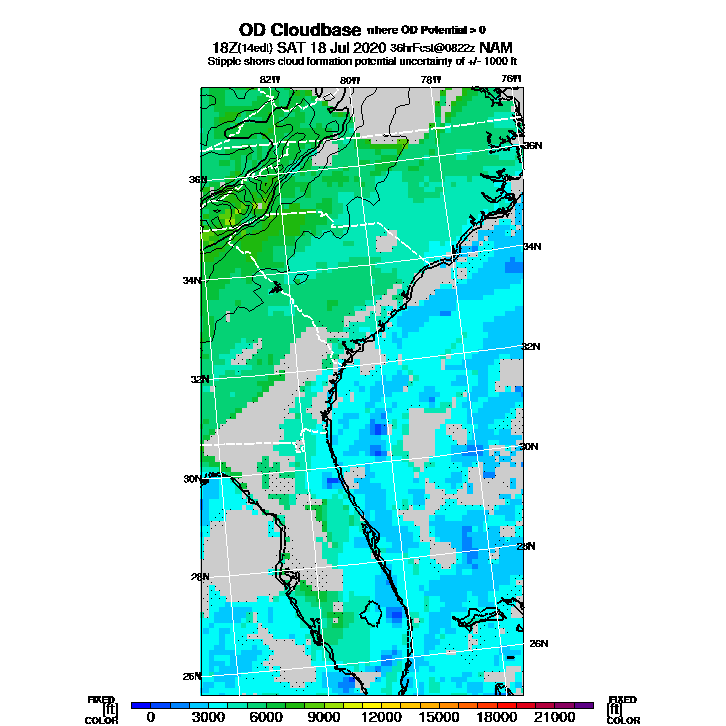 OD Cloudbase where OD Potential > 0
18Z(14edt) SAT 18 Jul 2020 36hrFcst@0822z NAM
Stipple shows cloud formation potential uncertainty of +/- 1000 ft
82W 80W 78W 76W
36N
36N
34N
34N
32N
32N
30N
30N
28N
28N
26N
26N
FIXED FIXED
[ft] [ft]
COLOR COLOR
0 3000 6000 9000 12000 15000 18000 21000